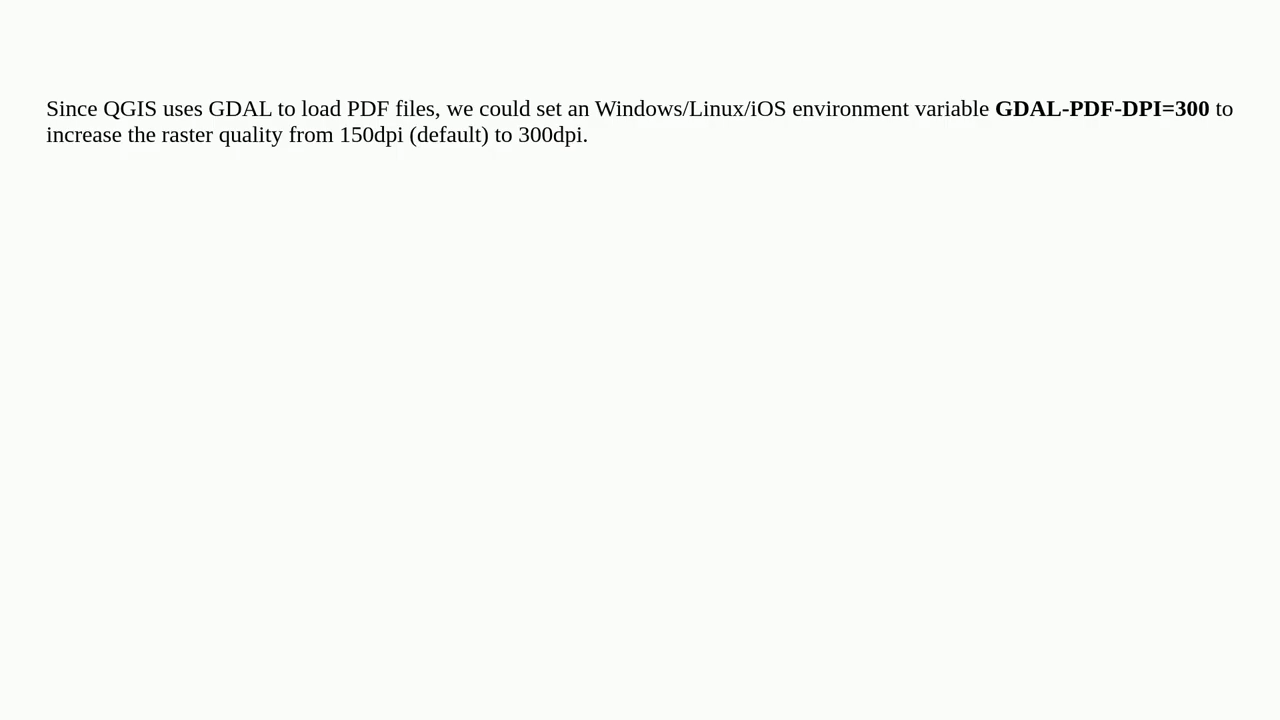 Since QGIS uses GDAL to load PDF files, we could set an Windows/Linux/iOS environment variable GDAL-PDF-DPI=300 to
increase the raster quality from 150dpi (default) to 300dpi.